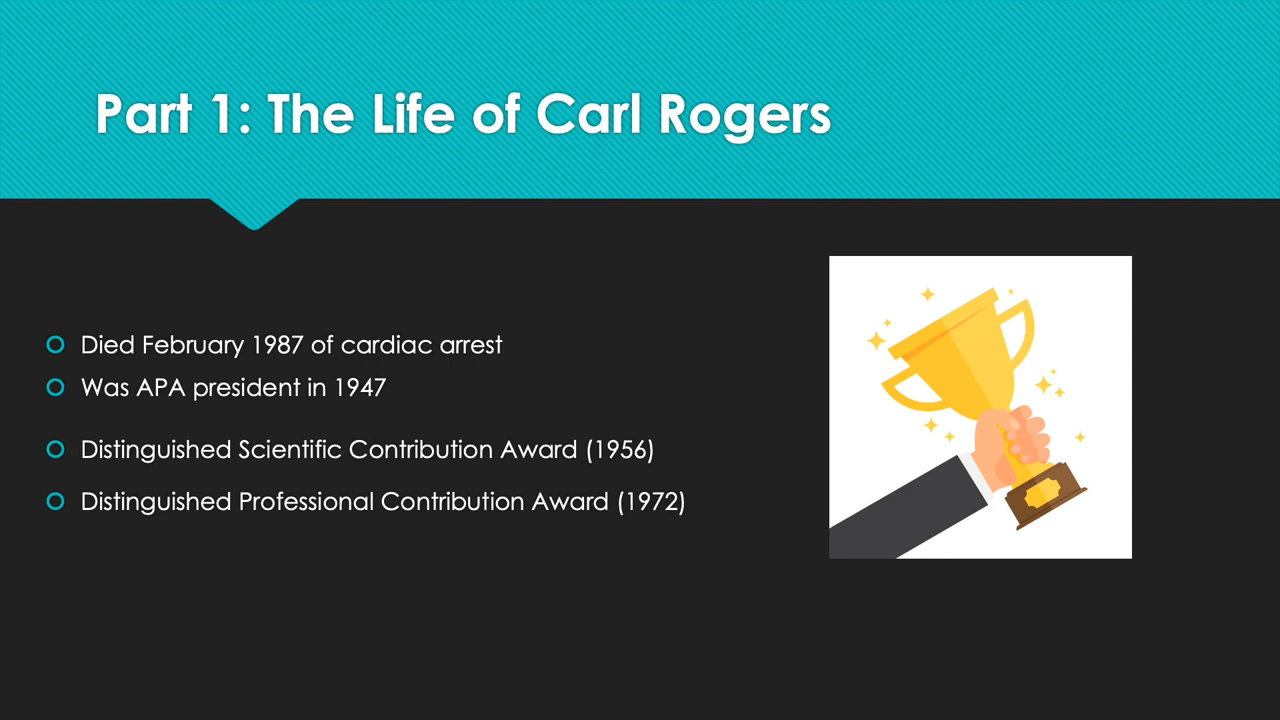 Part 1: The Life of Carl Rogers
Died February 1987 of cardiac arrest
Was APA president in 1947
Distinguished Scientific Contribution Award (1956)
Distinguished Professional Contribution Award (1972)